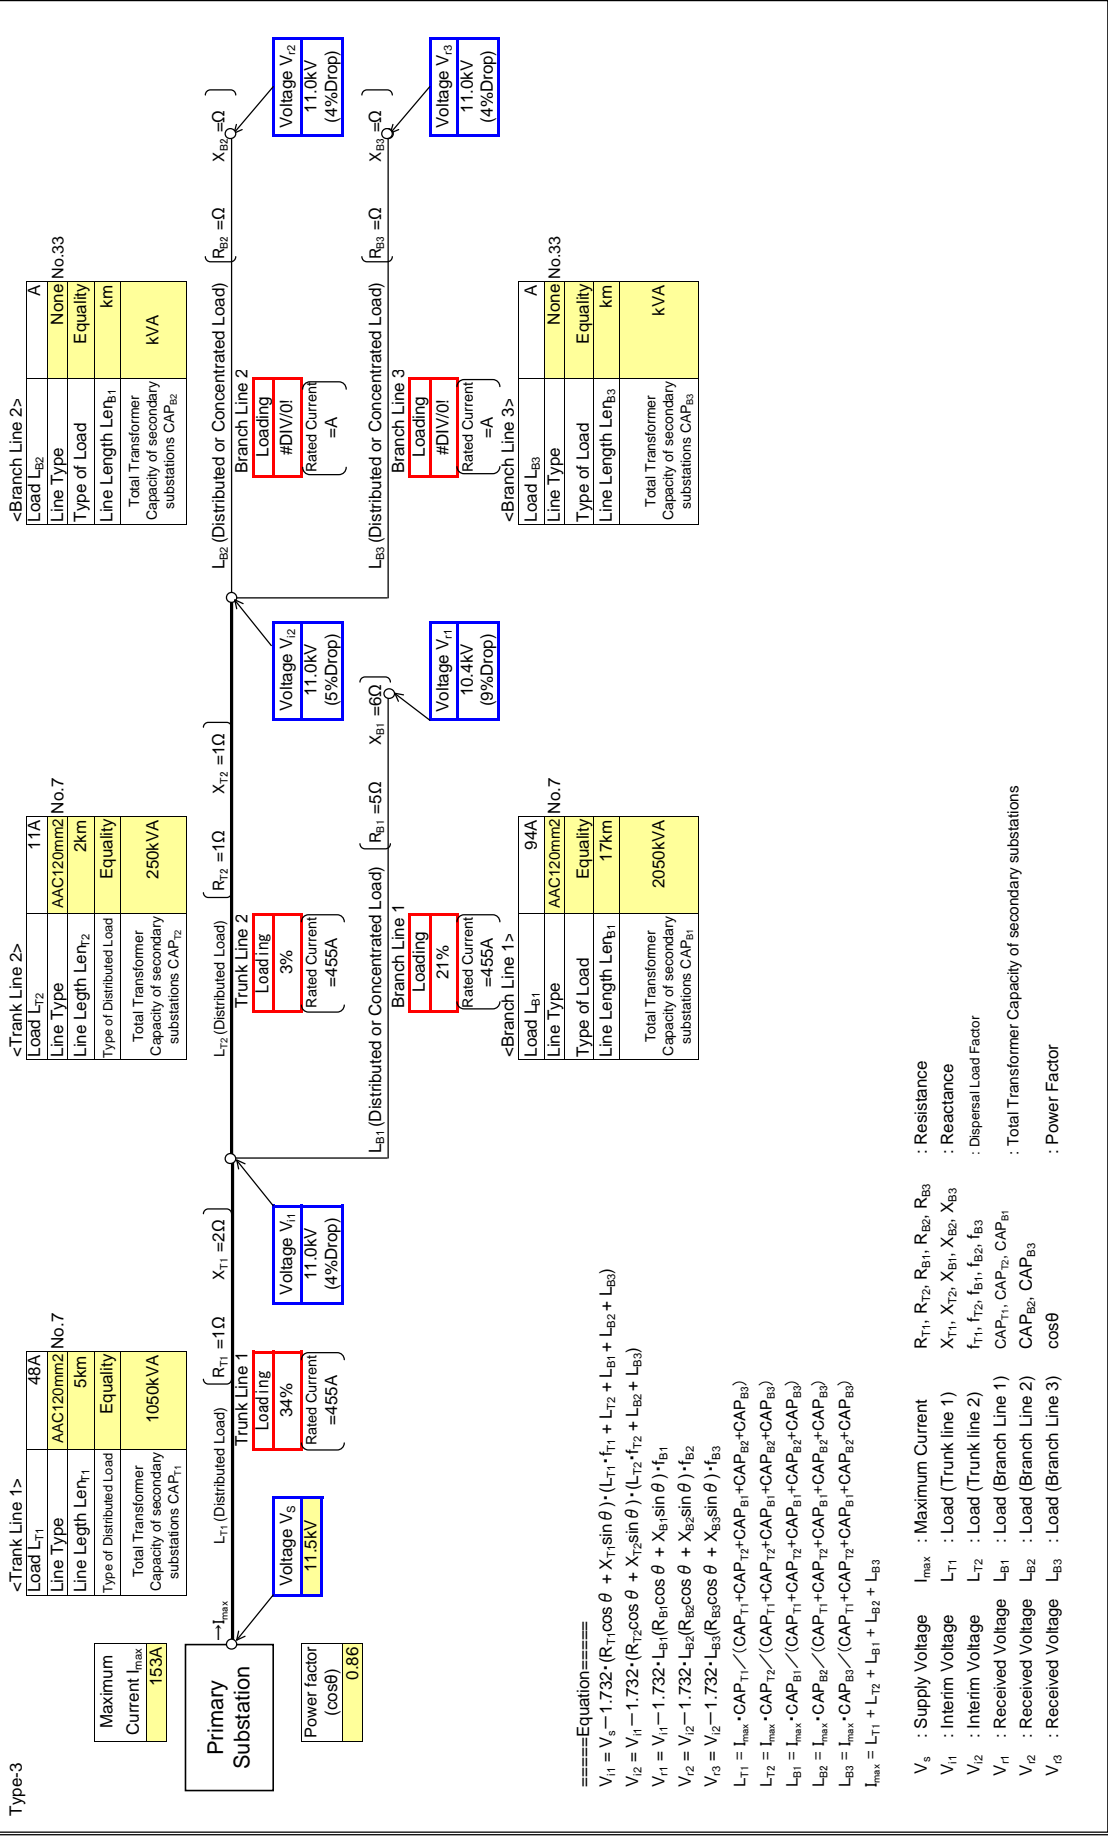 Type-3
Maximum
Current Imax
153A
Primary
Substation
Power factor
(cosθ)
0.86
→Imax
Voltage VS
11.5kV
<Trank Line 1>
Load LT1 48A
Line Type AAC120mm2 No.7
Line Length LenT1 5km
Type of Distributed Load Equality
Total Transformer
Capacity of secondary
substations CAPT1
1050kVA
LT1 (Distributed Load)
RT1 =1Ω XT1 =2Ω
Trunk Line 1
Loading
34%
Rated Current
=455A
Voltage Vi1
11.0kV
(4%Drop)
<Trank Line 2>
Load LT2 11A
Line Type AAC120mm2 No.7
Line Legth LenT2 2km
Type of Distributed Load Equality
Total Transformer
Capacity of secondary
substations CAPT2
250kVA
LT2 (Distributed Load)
RT2 =1Ω XT2 =1Ω
Trunk Line 2
Loading
3%
Rated Current
=455A
Voltage Vi2
11.0kV
(5%Drop)
LB1 (Distributed or Concentrated Load)
RB1 =5Ω XB1 =6Ω
Branch Line 1
Loading
21%
Rated Current
=455A
Voltage Vr1
10.4kV
(9%Drop)
<Branch Line 1>
Load LB1 94A
Line Type AAC120mm2 No.7
Type of Load Equality
Line Length LenB1 17km
Total Transformer
Capacity of secondary
substations CAPB1
2050kVA
<Branch Line 2>
Load LB2 A
Line Type None No.33
Type of Load Equality
Line Length LenB1 km
Total Transformer
Capacity of secondary
substations CAPB2
kVA
LB2 (Distributed or Concentrated Load)
RB2 =Ω XB2 =Ω
Branch Line 2
Loading
#DIV/0!
Rated Current
=A
Voltage Vr2
11.0kV
(4%Drop)
LB3 (Distributed or Concentrated Load)
RB3 =Ω XB3 =Ω
Branch Line 3
Loading
#DIV/0!
Rated Current
=A
Voltage Vr3
11.0kV
(4%Drop)
<Branch Line 3>
Load LB3 A
Line Type None No.33
Type of Load Equality
Line Length LenB3 km
Total Transformer
Capacity of secondary
substations CAPB3
kVA
=====Equation=====
Vi1 = Vs−1.732・(RT1cos θ + XT1sin θ)・(LT1・fT1 + LT2 + LB1 + LB2 + LB3)
Vi2 = Vi1−1.732・(RT2cos θ + XT2sin θ)・(LT2・fT2 + LB2 + LB3)
Vr1 = Vi1−1.732・LB1(RB1cos θ + XB1sin θ)・fB1
Vr2 = Vi2−1.732・LB2(RB2cos θ + XB2sin θ)・fB2
Vr3 = Vi2−1.732・LB3(RB3cos θ + XB3sin θ)・fB3
LT1 = Imax・CAPT1／(CAPT1+CAPT2+CAPB1+CAPB2+CAPB3)
LT2 = Imax・CAPT2／(CAPT1+CAPT2+CAPB1+CAPB2+CAPB3)
LB1 = Imax・CAPB1／(CAPT1+CAPT2+CAPB1+CAPB2+CAPB3)
LB2 = Imax・CAPB2／(CAPT1+CAPT2+CAPB1+CAPB2+CAPB3)
LB3 = Imax・CAPB3／(CAPT1+CAPT2+CAPB1+CAPB2+CAPB3)
Imax = LT1 + LT2 + LB1 + LB2 + LB3
Vs : Supply Voltage Imax : Maximum Current RT1, RT2, RB1, RB2, RB3 : Resistance
Vi1 : Interim Voltage LT1 : Load (Trunk line 1) XT1, XT2, XB1, XB2, XB3 : Reactance
Vi2 : Interim Voltage LT2 : Load (Trunk line 2) fT1, fT2, fB1, fB2, fB3 : Dispersal Load Factor
Vr1 : Received Voltage LB1 : Load (Branch Line 1) CAPT1, CAPT2, CAPB1 : Total Transformer Capacity of secondary substations
Vr2 : Received Voltage LB2 : Load (Branch Line 2) CAPB2, CAPB3
Vr3 : Received Voltage LB3 : Load (Branch Line 3) cosθ : Power Factor